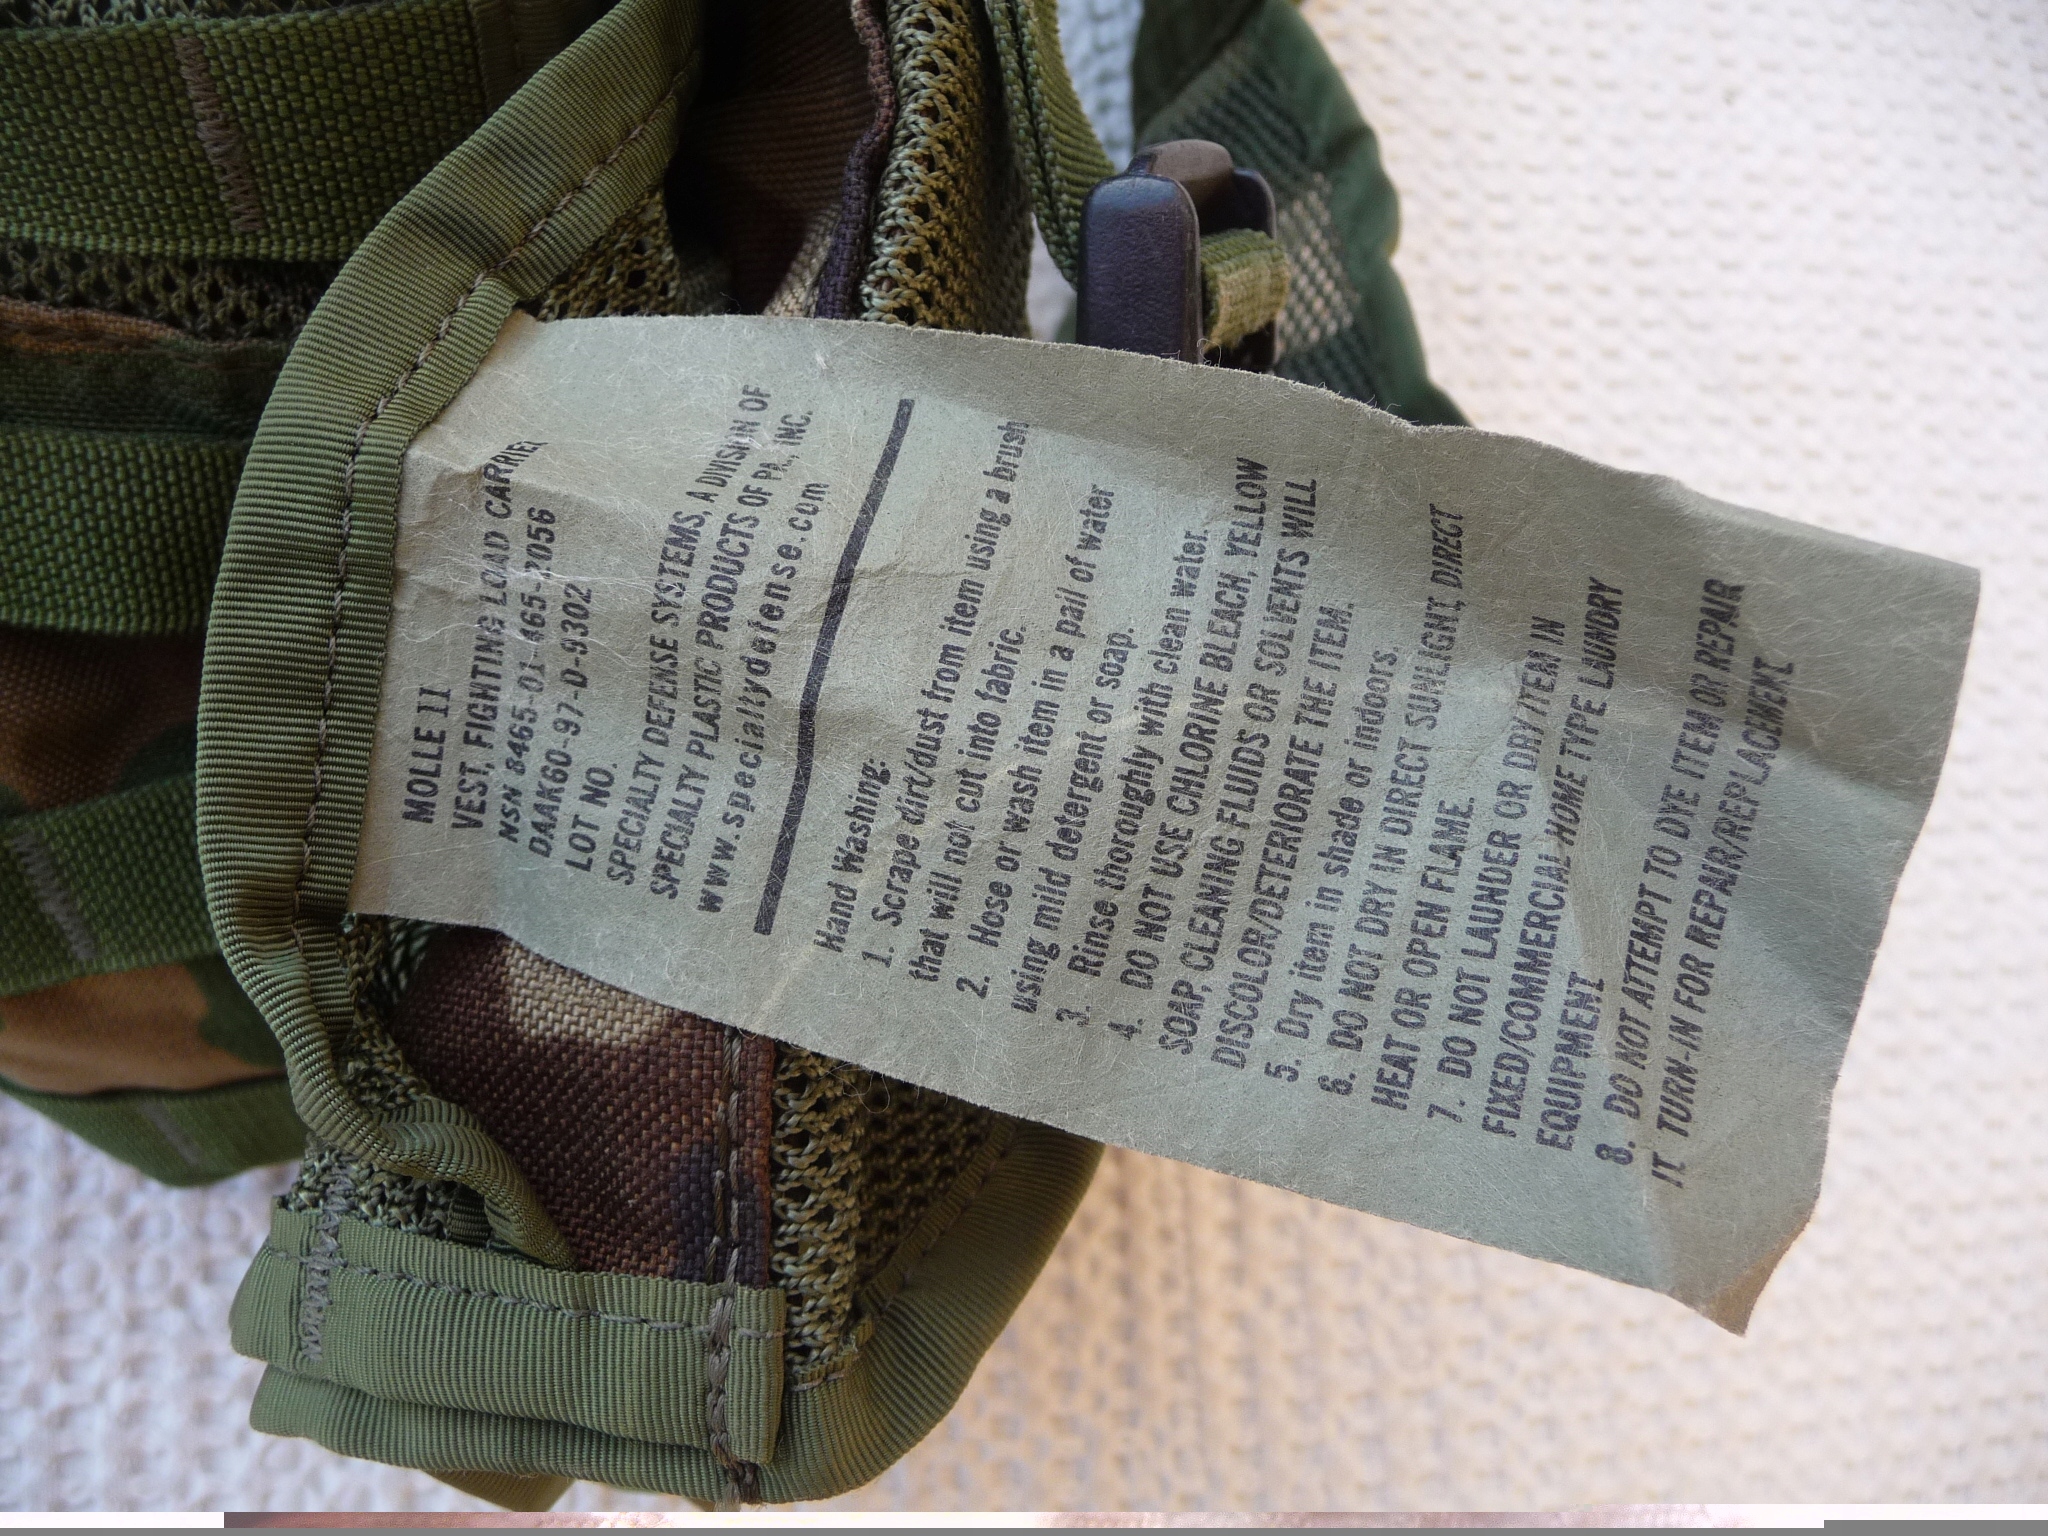 MOLLE II
VEST, FIGHTING LOAD CARRIER
NSN 8465-01-465-2056
DAAK60-97-D-9302
LOT NO.
SPECIALTY DEFENSE SYSTEMS, A DIVISION OF
SPECIALTY PLASTIC PRODUCTS OF PA., INC.
www.specialtydefense.com
Hand Washing:
1. Scrape dirt/dust from item using a brush
that will not cut into fabric.
2. Hose or wash item in a pail of water
using mild detergent or soap.
3. Rinse thoroughly with clean water.
4. DO NOT USE CHLORINE BLEACH, YELLOW
SOAP, CLEANING FLUIDS OR SOLVENTS WILL
DISCOLOR/DETERIORATE THE ITEM.
5. Dry item in shade or indoors.
6. DO NOT DRY IN DIRECT SUNLIGHT, DIRECT
HEAT OR OPEN FLAME.
7. DO NOT LAUNDER OR DRY ITEM IN
FIXED/COMMERCIAL HOME TYPE LAUNDRY
EQUIPMENT
8. DO NOT ATTEMPT TO DYE ITEM OR REPAIR
IT. TURN-IN FOR REPAIR/REPLACEMENT